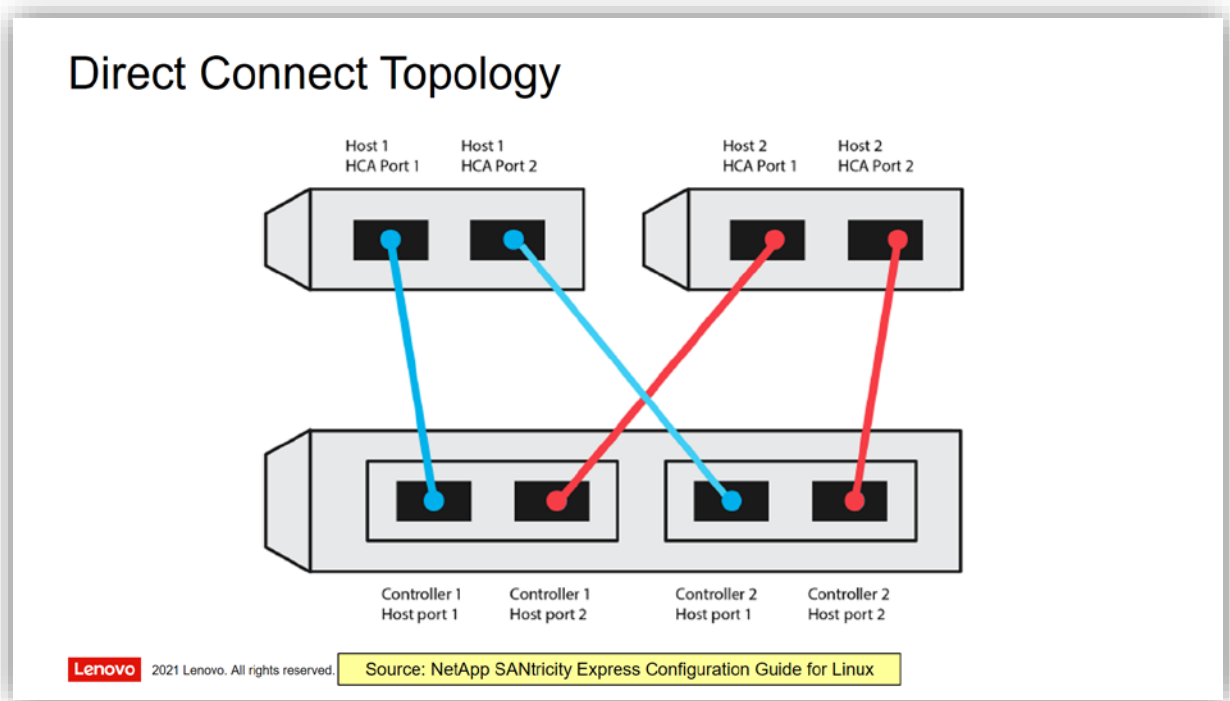 Direct Connect Topology
Host 1
HCA Port 1
Host 1
HCA Port 2
Host 2
HCA Port 1
Host 2
HCA Port 2
Controller 1
Host port 1
Controller 1
Host port 2
Controller 2
Host port 1
Controller 2
Host port 2
Lenovo
2021 Lenovo. All rights reserved.
Source: NetApp SANtricity Express Configuration Guide for Linux